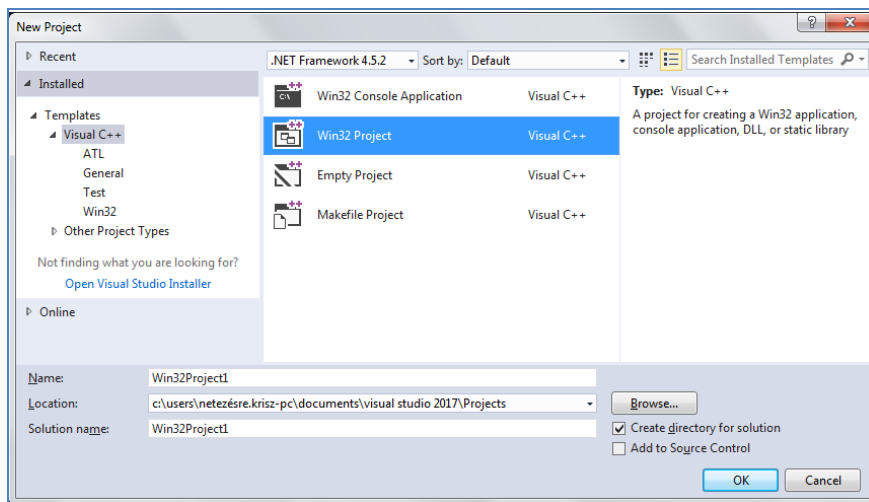 New Project
Recent
.NET Framework 4.5.2
Sort by: Default
Search Installed Templates
Installed
Templates
Visual C++
ATL
General
Test
Win32
Other Project Types
Not finding what you are looking for?
Open Visual Studio Installer
Online
C:\
Win32 Console Application Visual C++
Win32 Project Visual C++
Empty Project Visual C++
Makefile Project Visual C++
Type: Visual C++
A project for creating a Win32 application,
console application, DLL, or static library
Name: Win32Project1
Location: c:\users\netezésre.krisz-pc\documents\visual studio 2017\Projects
Browse...
Solution name: Win32Project1
Create directory for solution
Add to Source Control
OK
Cancel